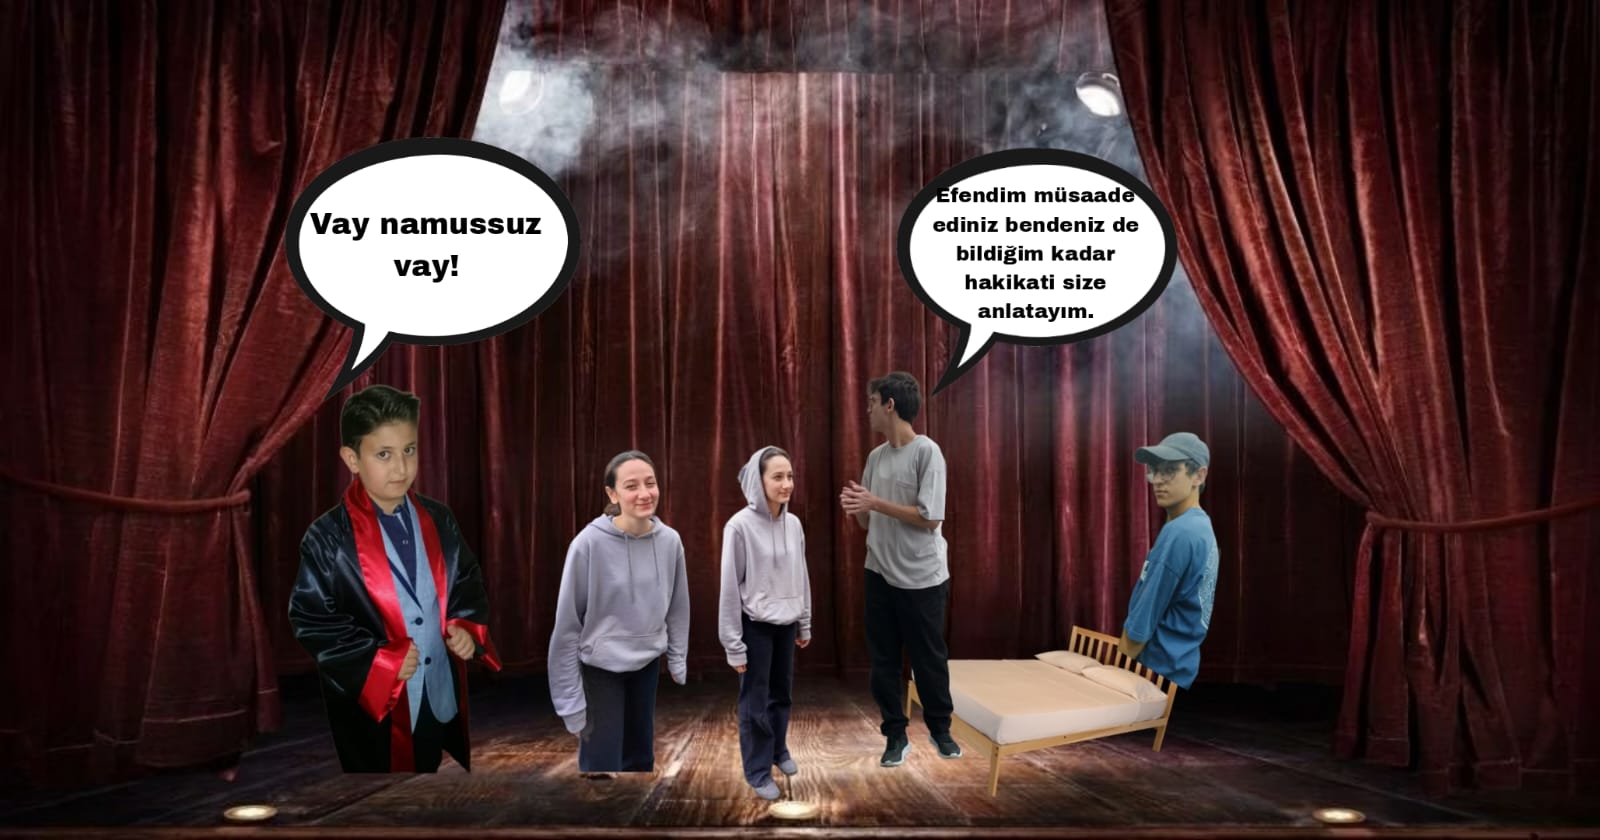 Vay namussuz
vay!
Efendim müsaade
ediniz bendeniz de
bildiğim kadar
hakikati size
anlatayım.